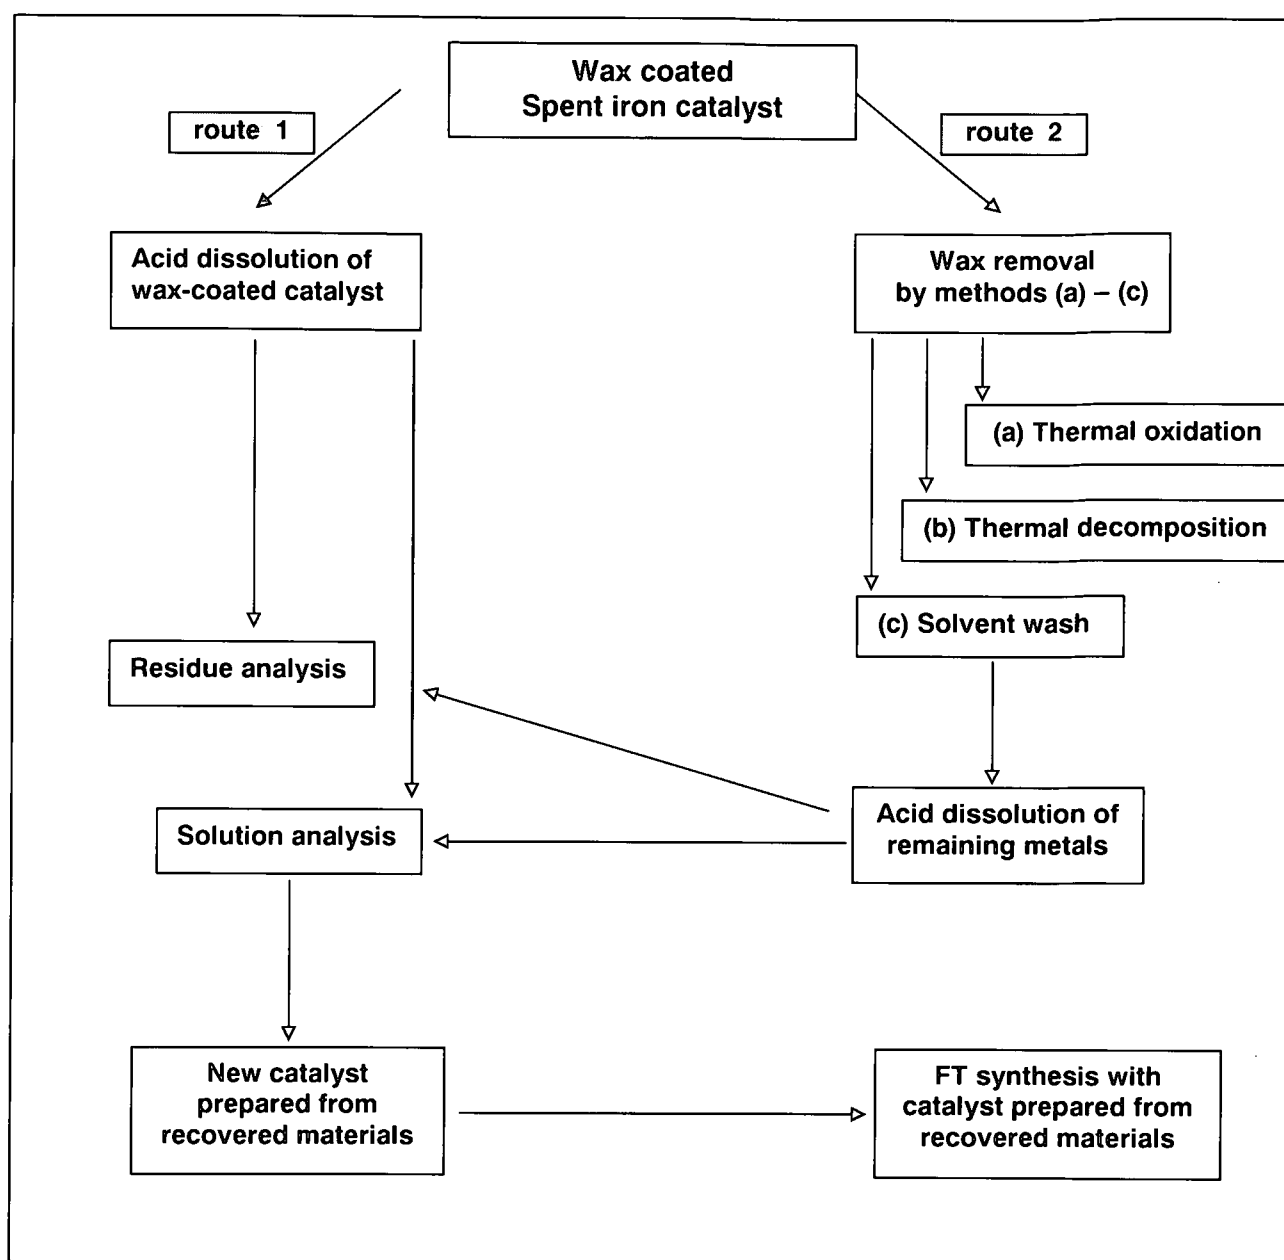 Wax coated
Spent iron catalyst
route 1
route 2
Acid dissolution of
wax-coated catalyst
Wax removal
by methods (a) – (c)
(a) Thermal oxidation
(b) Thermal decomposition
(c) Solvent wash
Residue analysis
Solution analysis
Acid dissolution of
remaining metals
New catalyst
prepared from
recovered materials
FT synthesis with
catalyst prepared from
recovered materials